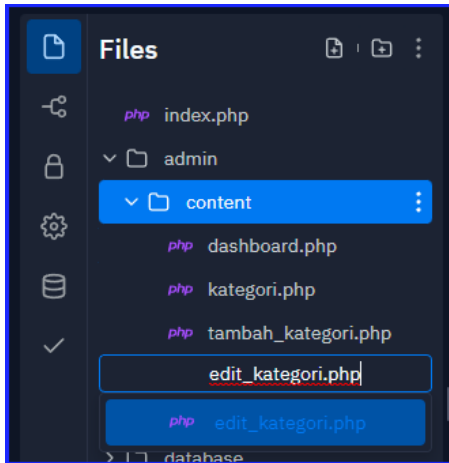 Files
php index.php
admin
content
php dashboard.php
php kategori.php
php tambah_kategori.php
edit_kategori.php
php edit_kategori.php
database